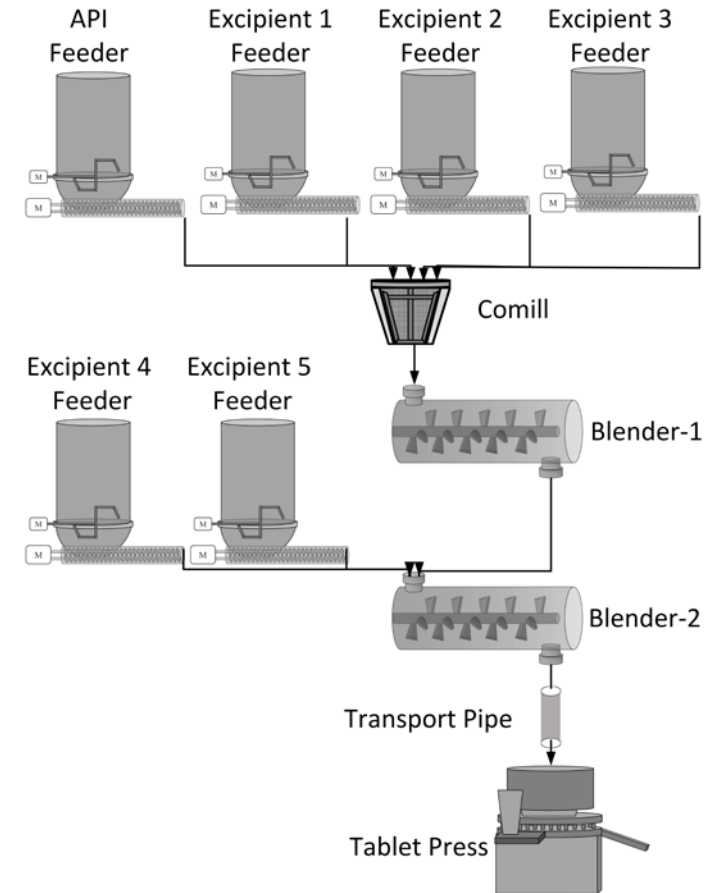 API
Feeder
Excipient 1
Feeder
Excipient 2
Feeder
Excipient 3
Feeder
M
M
M
M
M
M
M
M
Comill
Excipient 4
Feeder
Excipient 5
Feeder
Blender-1
M
M
M
M
Blender-2
Transport Pipe
Tablet Press